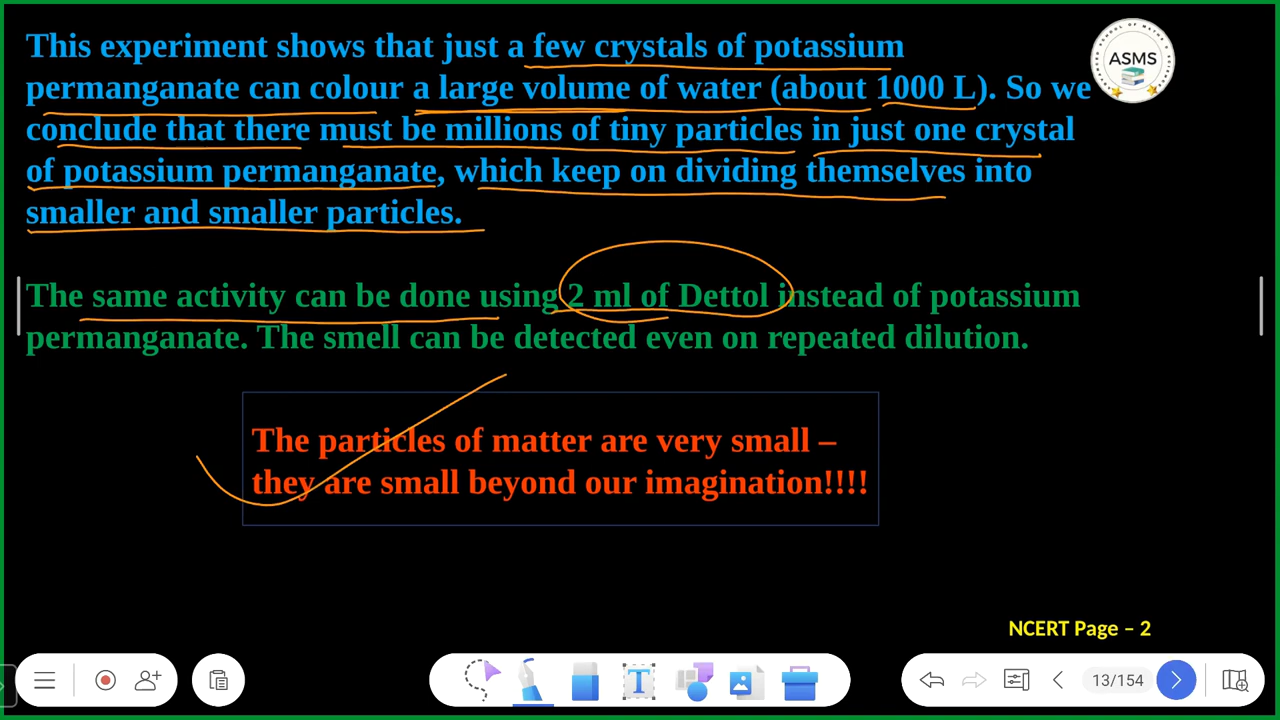 This experiment shows that just a few crystals of potassium
permanganate can colour a large volume of water (about 1000 L). So we
conclude that there must be millions of tiny particles in just one crystal
of potassium permanganate, which keep on dividing themselves into
smaller and smaller particles.
The same activity can be done using 2 ml of Dettol instead of potassium
permanganate. The smell can be detected even on repeated dilution.
The particles of matter are very small –
they are small beyond our imagination!!!!
NCERT Page – 2
ASMS
13/154
T